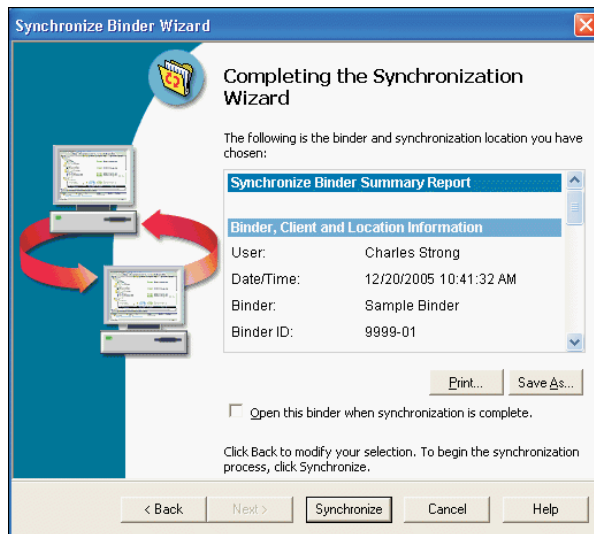 Synchronize Binder Wizard
Completing the Synchronization
Wizard
The following is the binder and synchronization location you have
chosen:
Synchronize Binder Summary Report
Binder, Client and Location Information
User: Charles Strong
Date/Time: 12/20/2005 10:41:32 AM
Binder: Sample Binder
Binder ID: 9999-01
Print... Save As...
Open this binder when synchronization is complete.
Click Back to modify your selection. To begin the synchronization
process, click Synchronize.
< Back Next > Synchronize Cancel Help